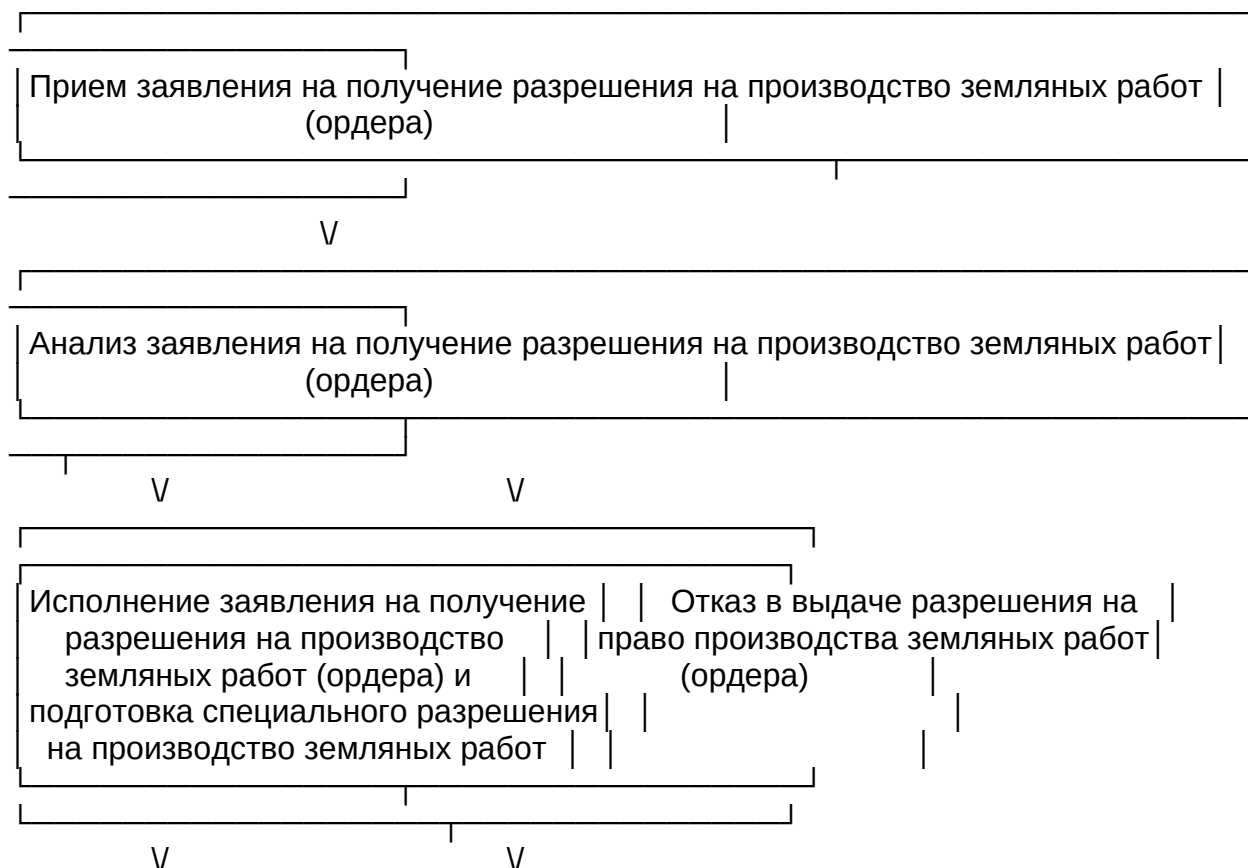 Прием заявления на получение разрешения на производство земляных работ
(ордера)
\/
Анализ заявления на получение разрешения на производство земляных работ
(ордера)
\/ \/
Исполнение заявления на получение Отказ в выдаче разрешения на
разрешения на производство право производства земляных работ
земляных работ (ордера) и (ордера)
подготовка специального разрешения
на производство земляных работ
\/ \/